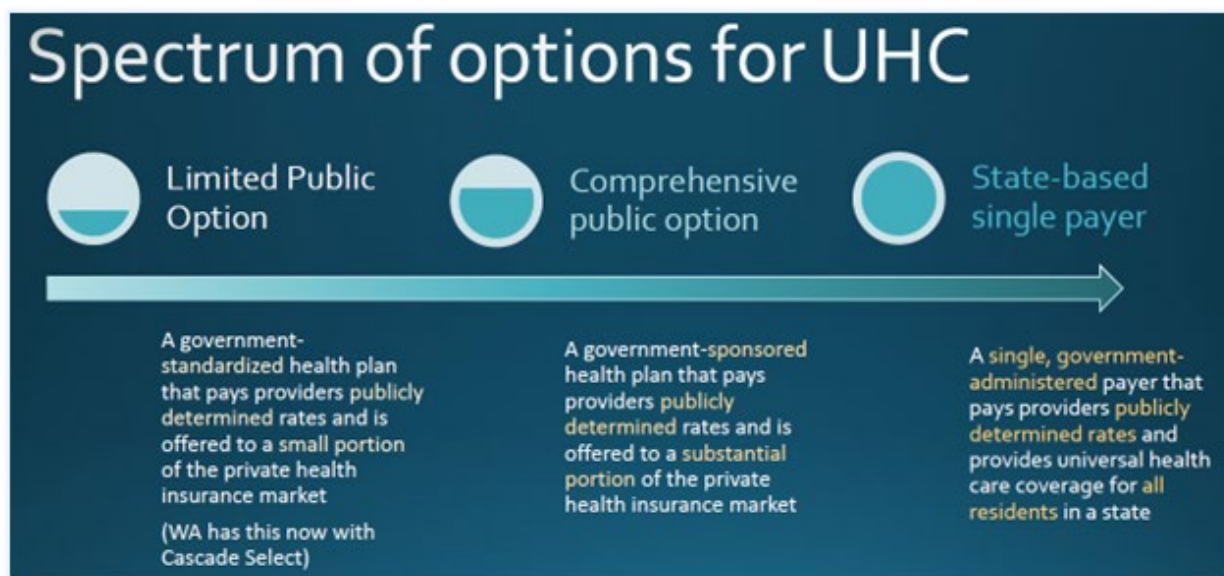 Spectrum of options for UHC
Limited Public
Option
Comprehensive
public option
State-based
single payer
A government-
standardized health plan
that pays providers publicly
determined rates and is
offered to a small portion
of the private health
insurance market
(WA has this now with
Cascade Select)
A government-sponsored
health plan that pays
providers publicly
determined rates and is
offered to a substantial
portion of the private
health insurance market
A single, government-
administered payer that
pays providers publicly
determined rates and
provides universal health
care coverage for all
residents in a state